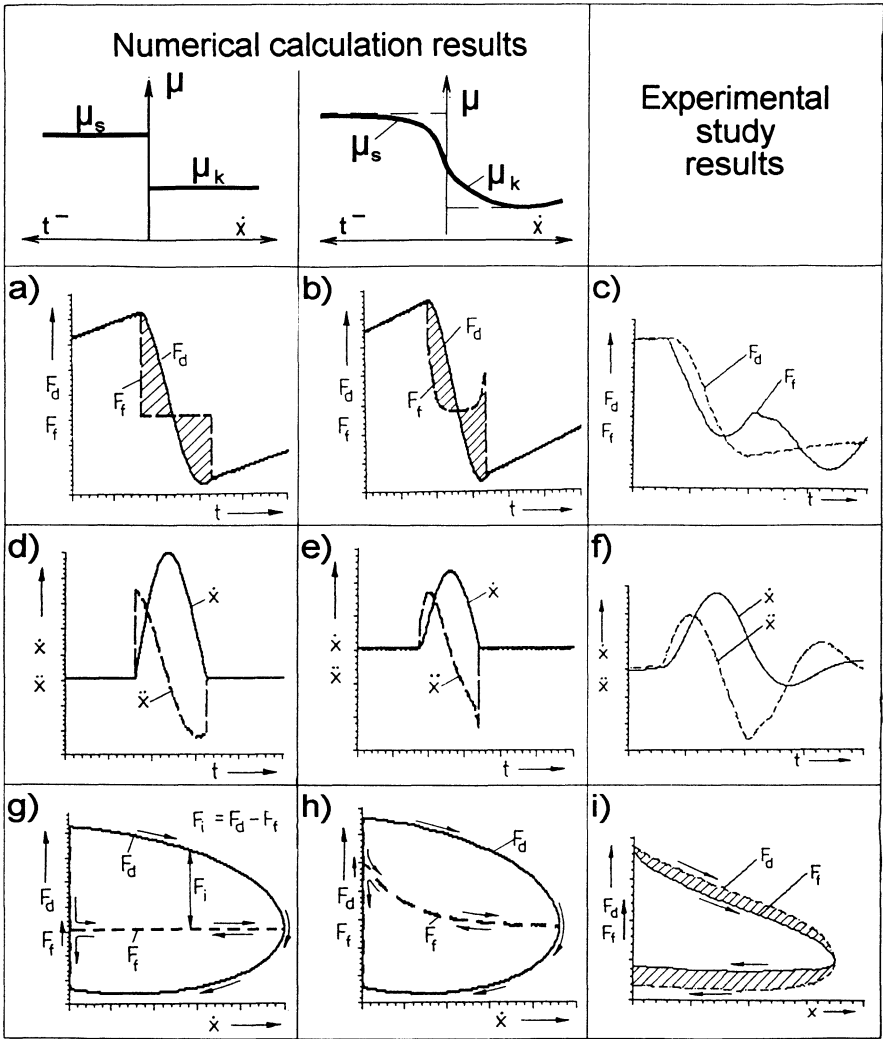 Numerical calculation results
μ
μs
μk
t⁻
ẋ
μ
μs
μk
t⁻
ẋ
Experimental
study
results
a)
Fd
Ff
Fd
Ff
t
b)
Fd
Ff
Fd
Ff
t
c)
Fd
Ff
Fd
Ff
t
d)
ẋ
ẍ
ẋ
ẍ
t
e)
ẋ
ẍ
ẋ
ẍ
t
f)
ẋ
ẍ
ẋ
ẍ
t
g)
Fi = Fd - Ff
Fd
Fi
Fd
Ff
Ff
ẋ
h)
Fd
Fd
Ff
Ff
ẋ
i)
Fd
Ff
Fd
Ff
x